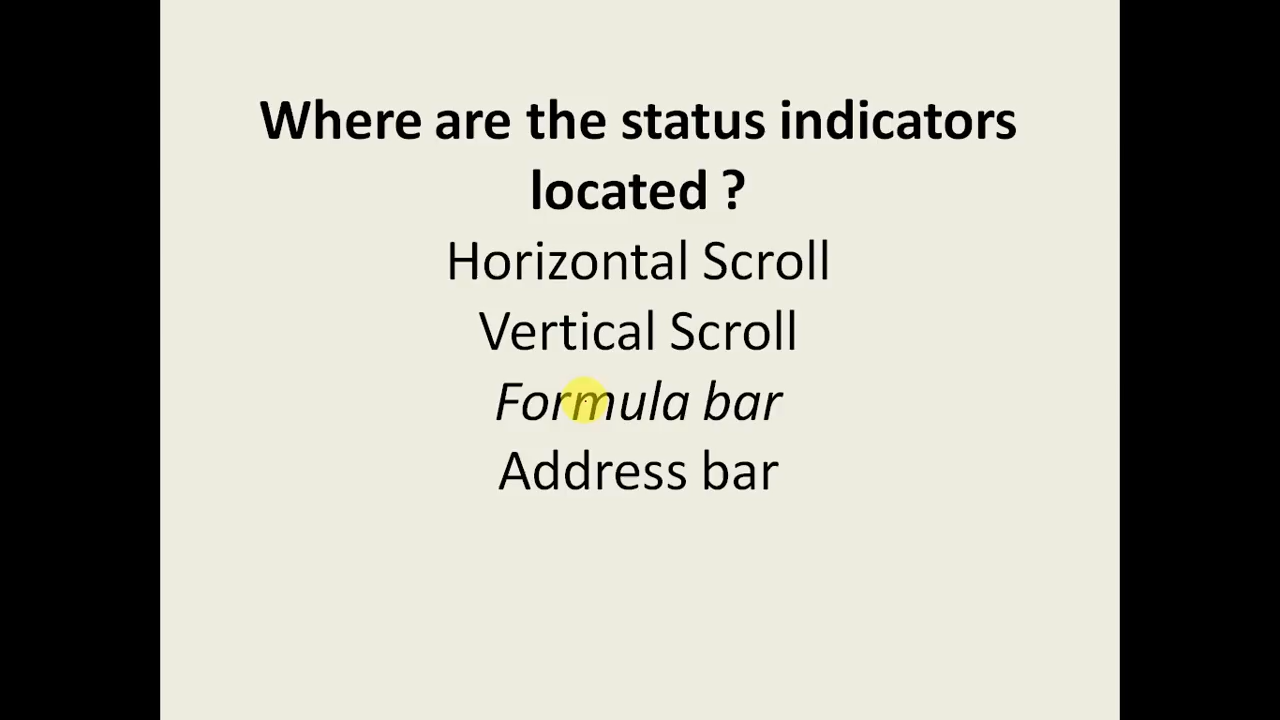 Where are the status indicators
located ?
Horizontal Scroll
Vertical Scroll
Formula bar
Address bar